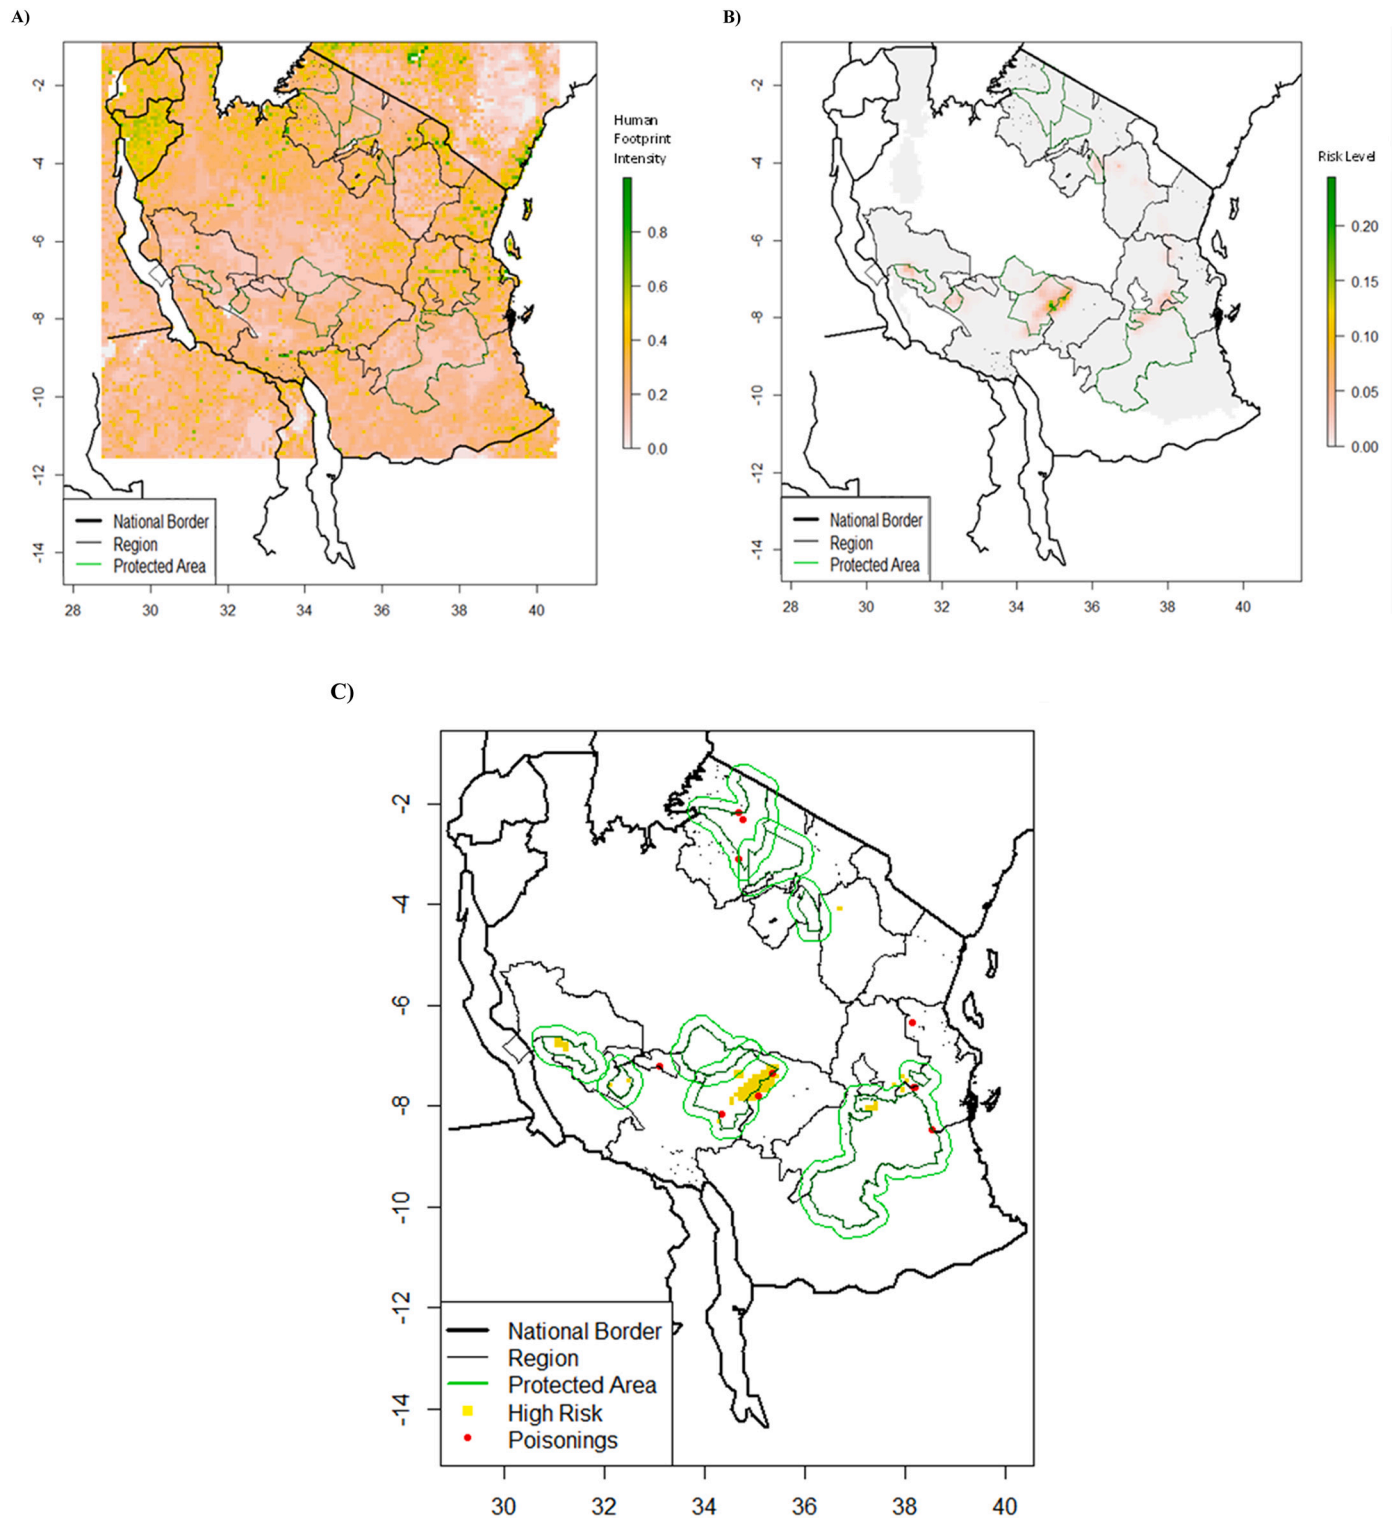 A)
-2
-4
-6
-8
-10
-12
-14
28
30
32
34
36
38
40
National Border
Region
Protected Area
Human
Footprint
Intensity
0.8
0.6
0.4
0.2
0.0
B)
-2
-4
-6
-8
-10
-12
-14
28
30
32
34
36
38
40
National Border
Region
Protected Area
Risk Level
0.20
0.15
0.10
0.05
0.00
C)
-2
-4
-6
-8
-10
-12
-14
30
32
34
36
38
40
National Border
Region
Protected Area
High Risk
Poisonings